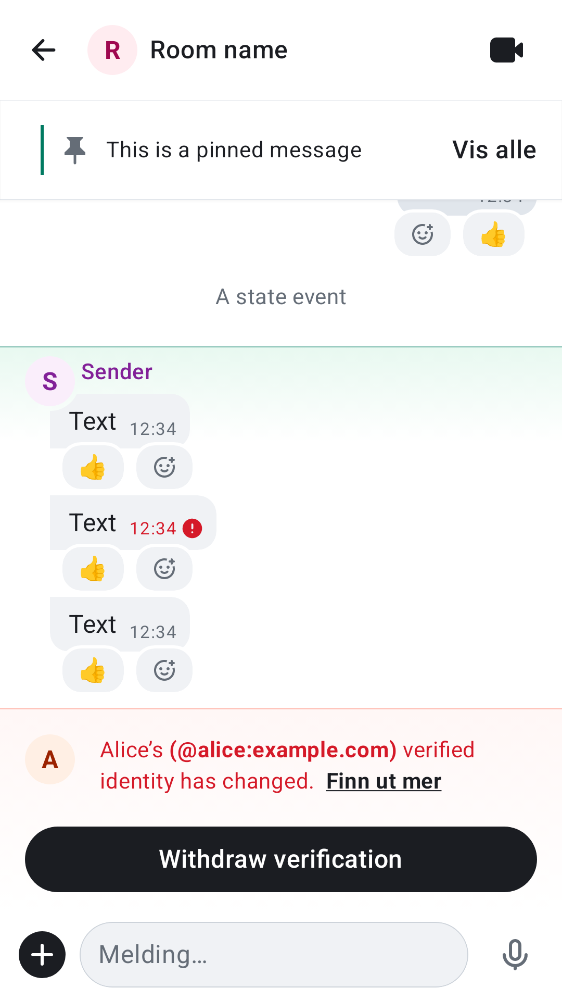 R Room name
This is a pinned message Vis alle
A state event
S Sender
Text 12:34
👍
Text 12:34
👍
Text 12:34
👍
A Alice’s (@alice:example.com) verified
identity has changed. Finn ut mer
Withdraw verification
Melding…